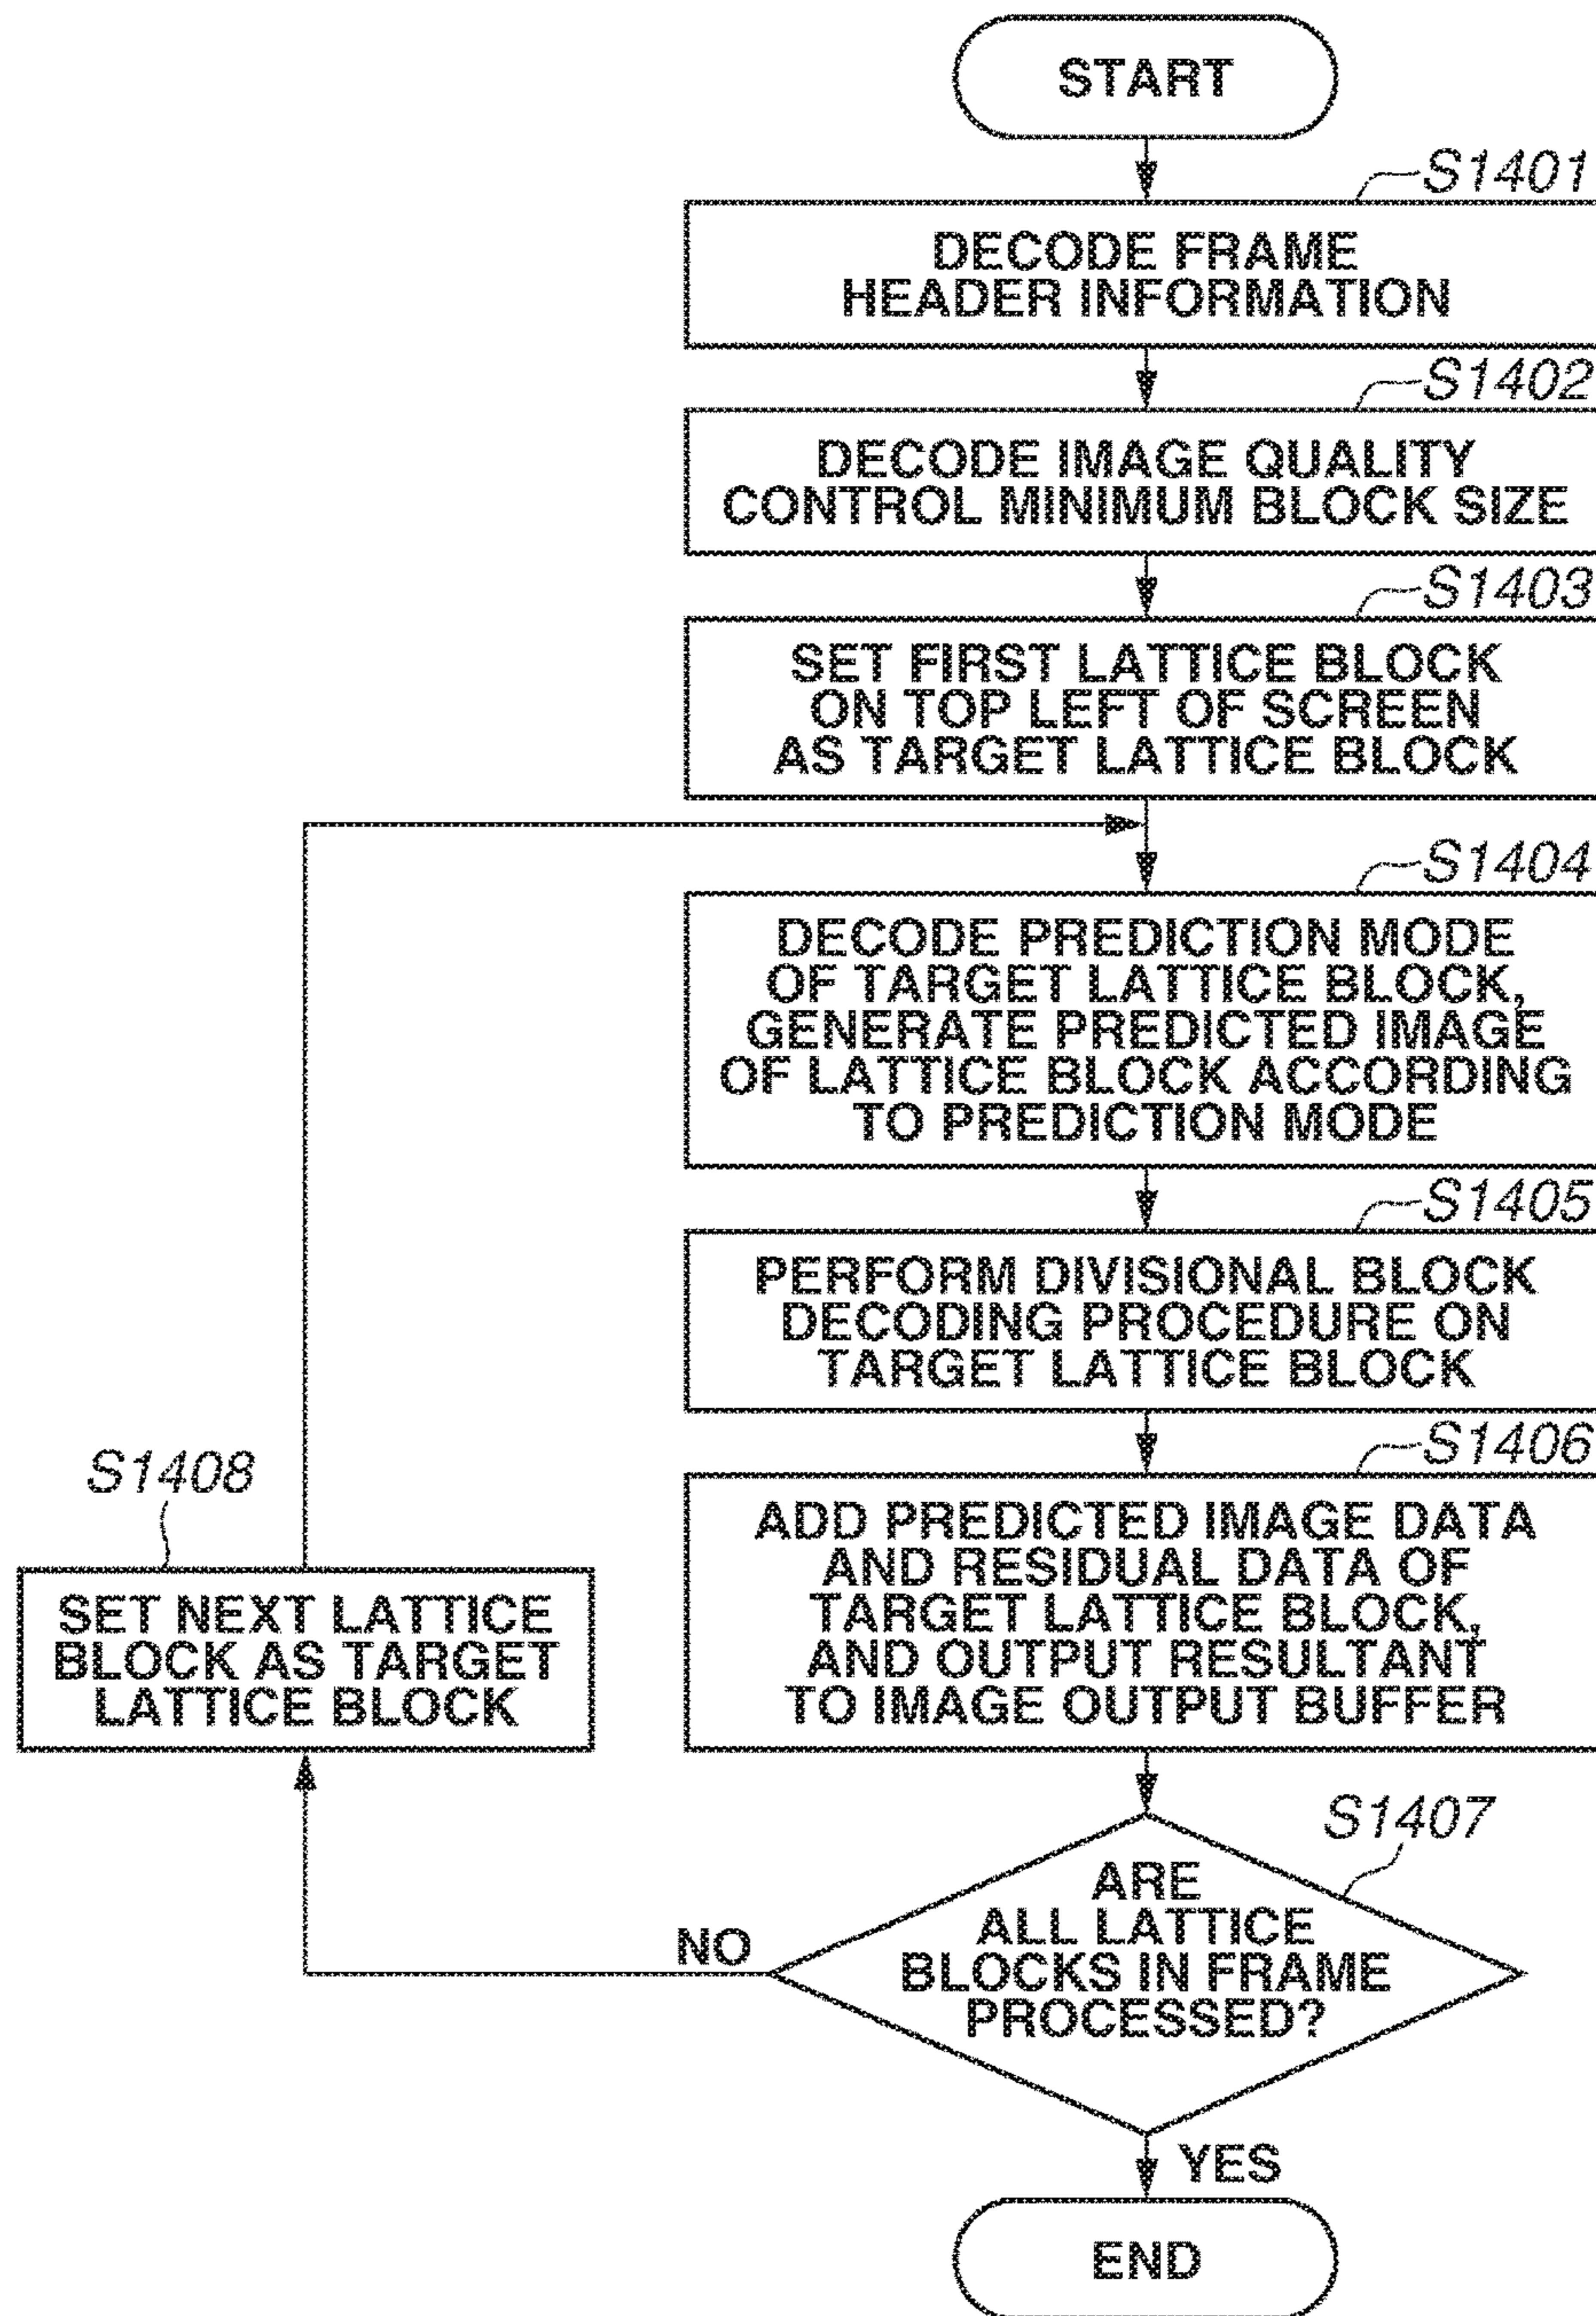 START
S1401
DECODE FRAME
HEADER INFORMATION
S1402
DECODE IMAGE QUALITY
CONTROL MINIMUM BLOCK SIZE
S1403
SET FIRST LATTICE BLOCK
ON TOP LEFT OF SCREEN
AS TARGET LATTICE BLOCK
S1404
DECODE PREDICTION MODE
OF TARGET LATTICE BLOCK,
GENERATE PREDICTED IMAGE
OF LATTICE BLOCK ACCORDING
TO PREDICTION MODE
S1405
PERFORM DIVISIONAL BLOCK
DECODING PROCEDURE ON
TARGET LATTICE BLOCK
S1406
ADD PREDICTED IMAGE DATA
AND RESIDUAL DATA OF
TARGET LATTICE BLOCK,
AND OUTPUT RESULTANT
TO IMAGE OUTPUT BUFFER
S1408
SET NEXT LATTICE
BLOCK AS TARGET
LATTICE BLOCK
S1407
ARE
ALL LATTICE
BLOCKS IN FRAME
PROCESSED?
NO
YES
END